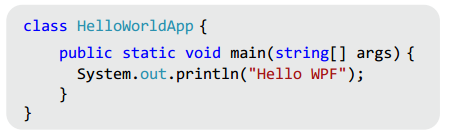 class HelloWorldApp {
public static void main(string[] args) {
System.out.println("Hello WPF");
}
}